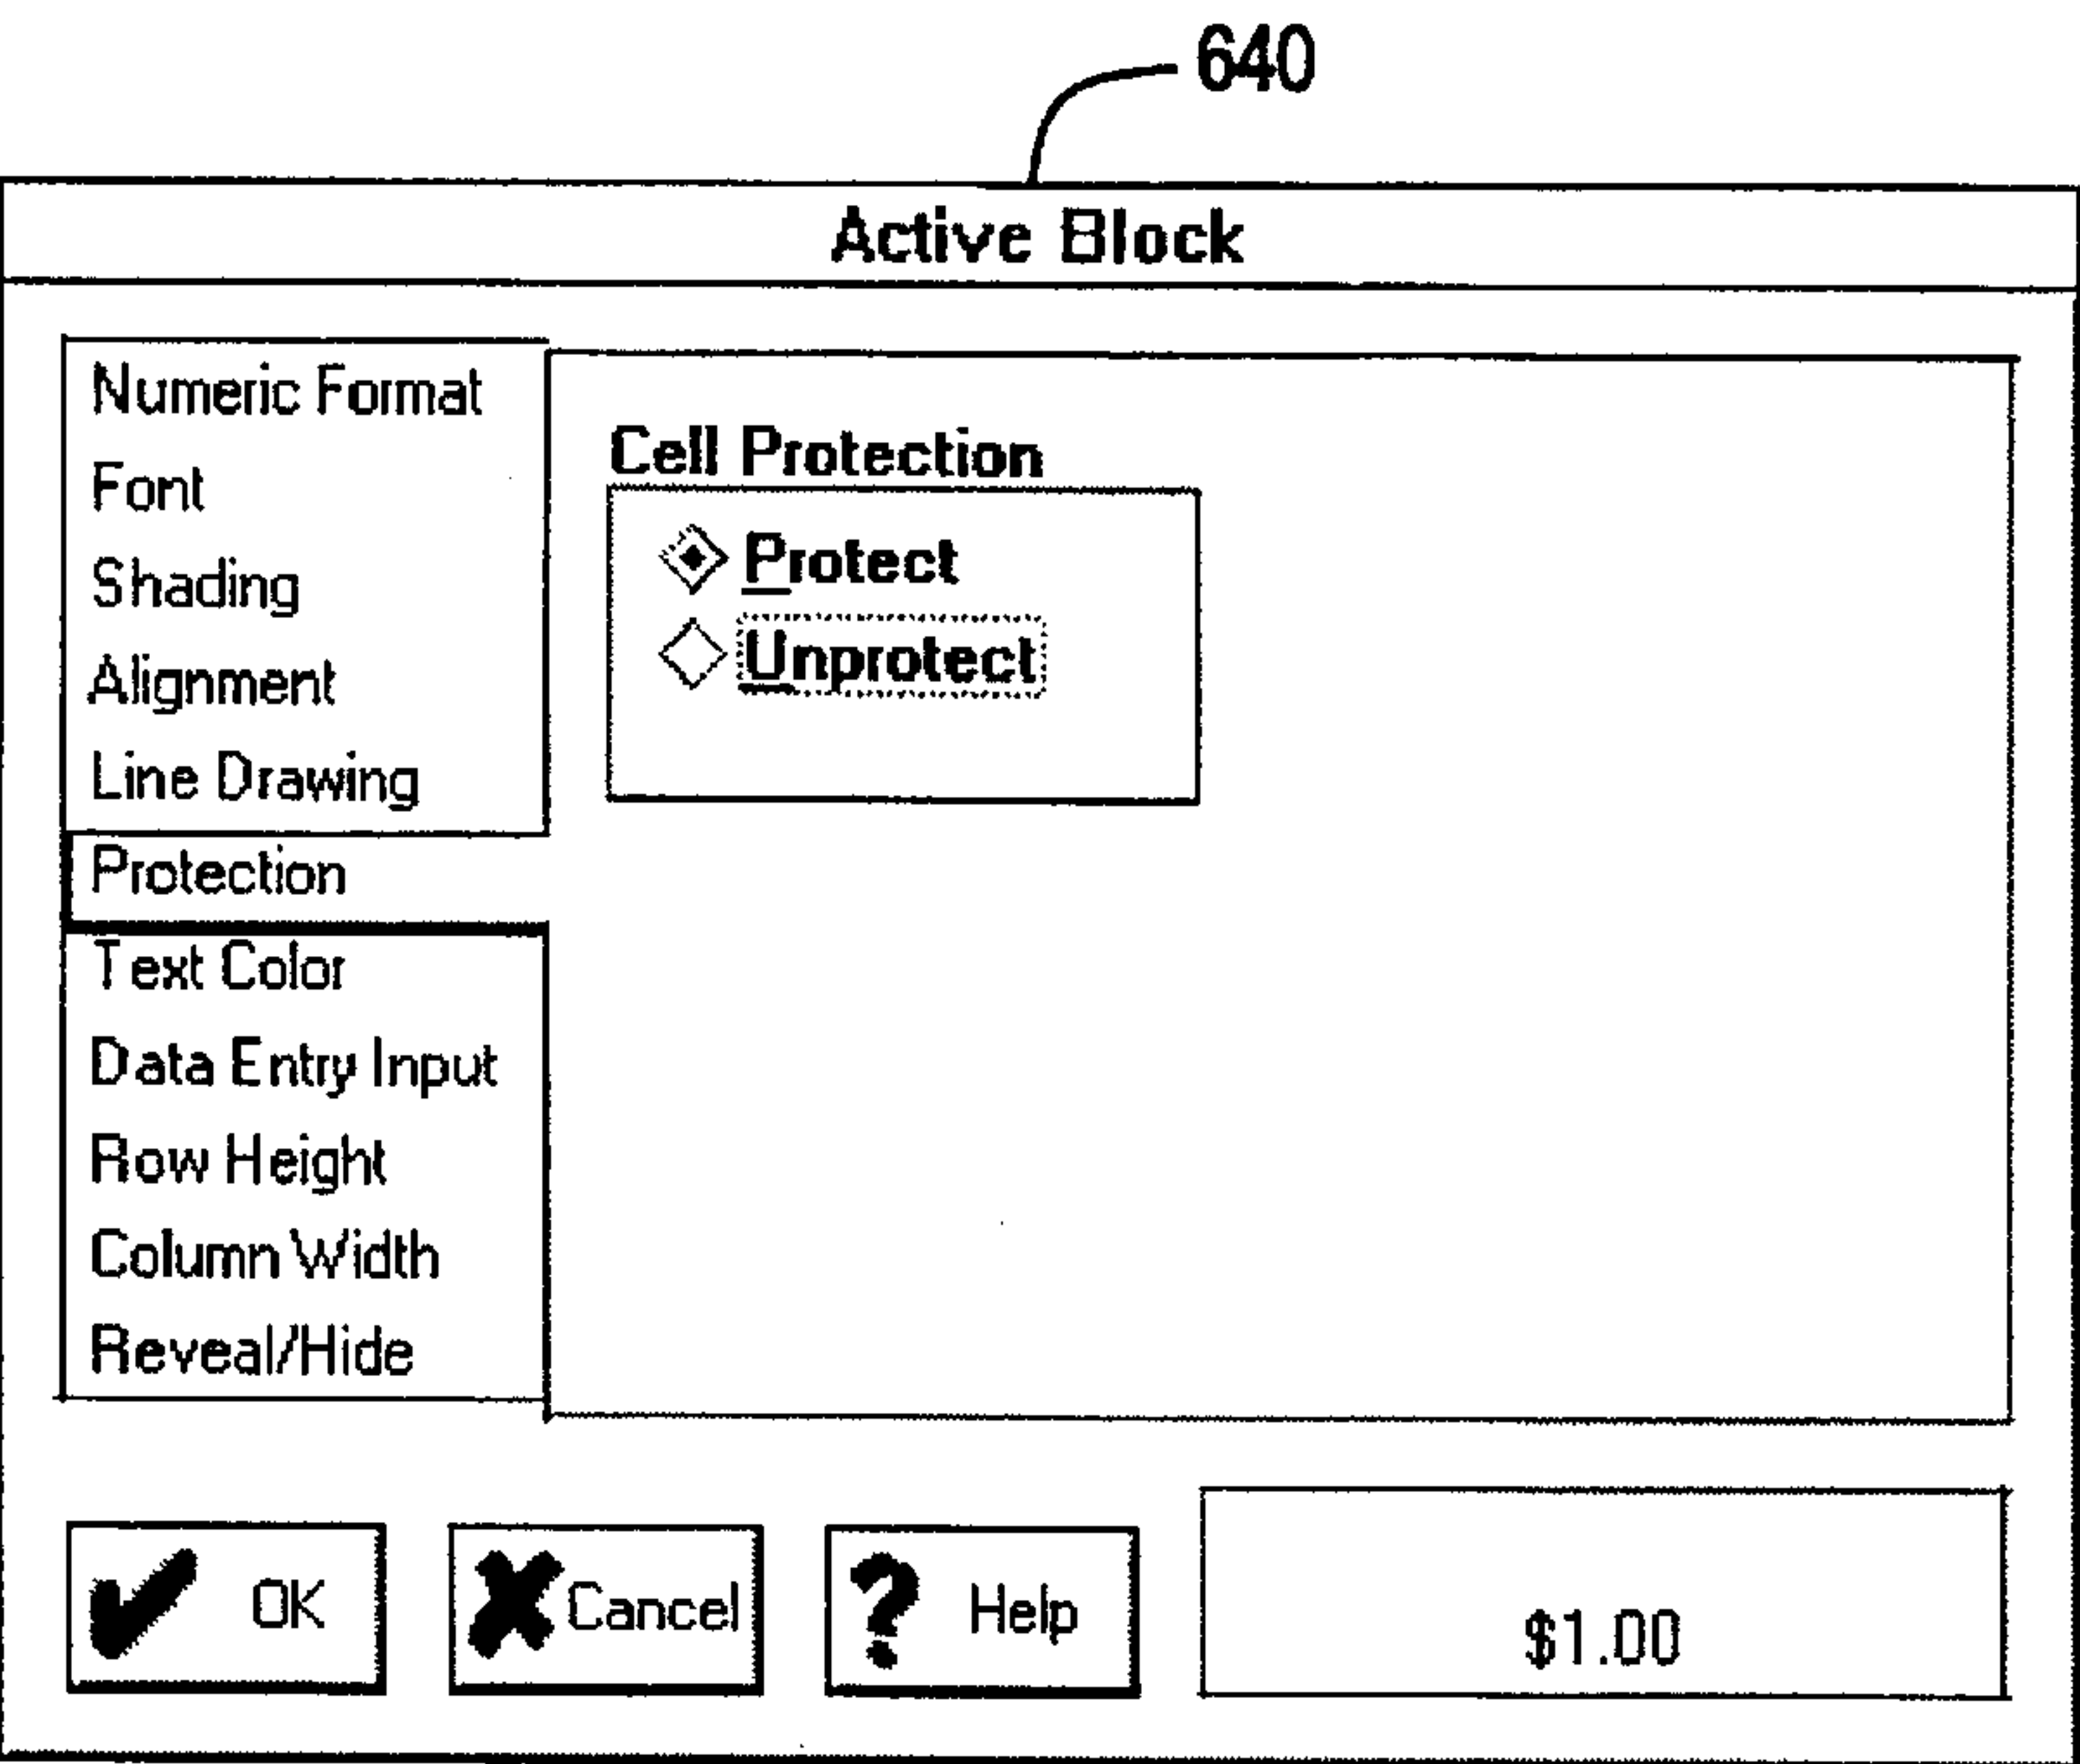 640
Active Block
Numeric Format
Font
Shading
Alignment
Line Drawing
Protection
Text Color
Data Entry Input
Row Height
Column Width
Reveal/Hide
Cell Protection
Protect
Unprotect
OK
Cancel
Help
$1.00